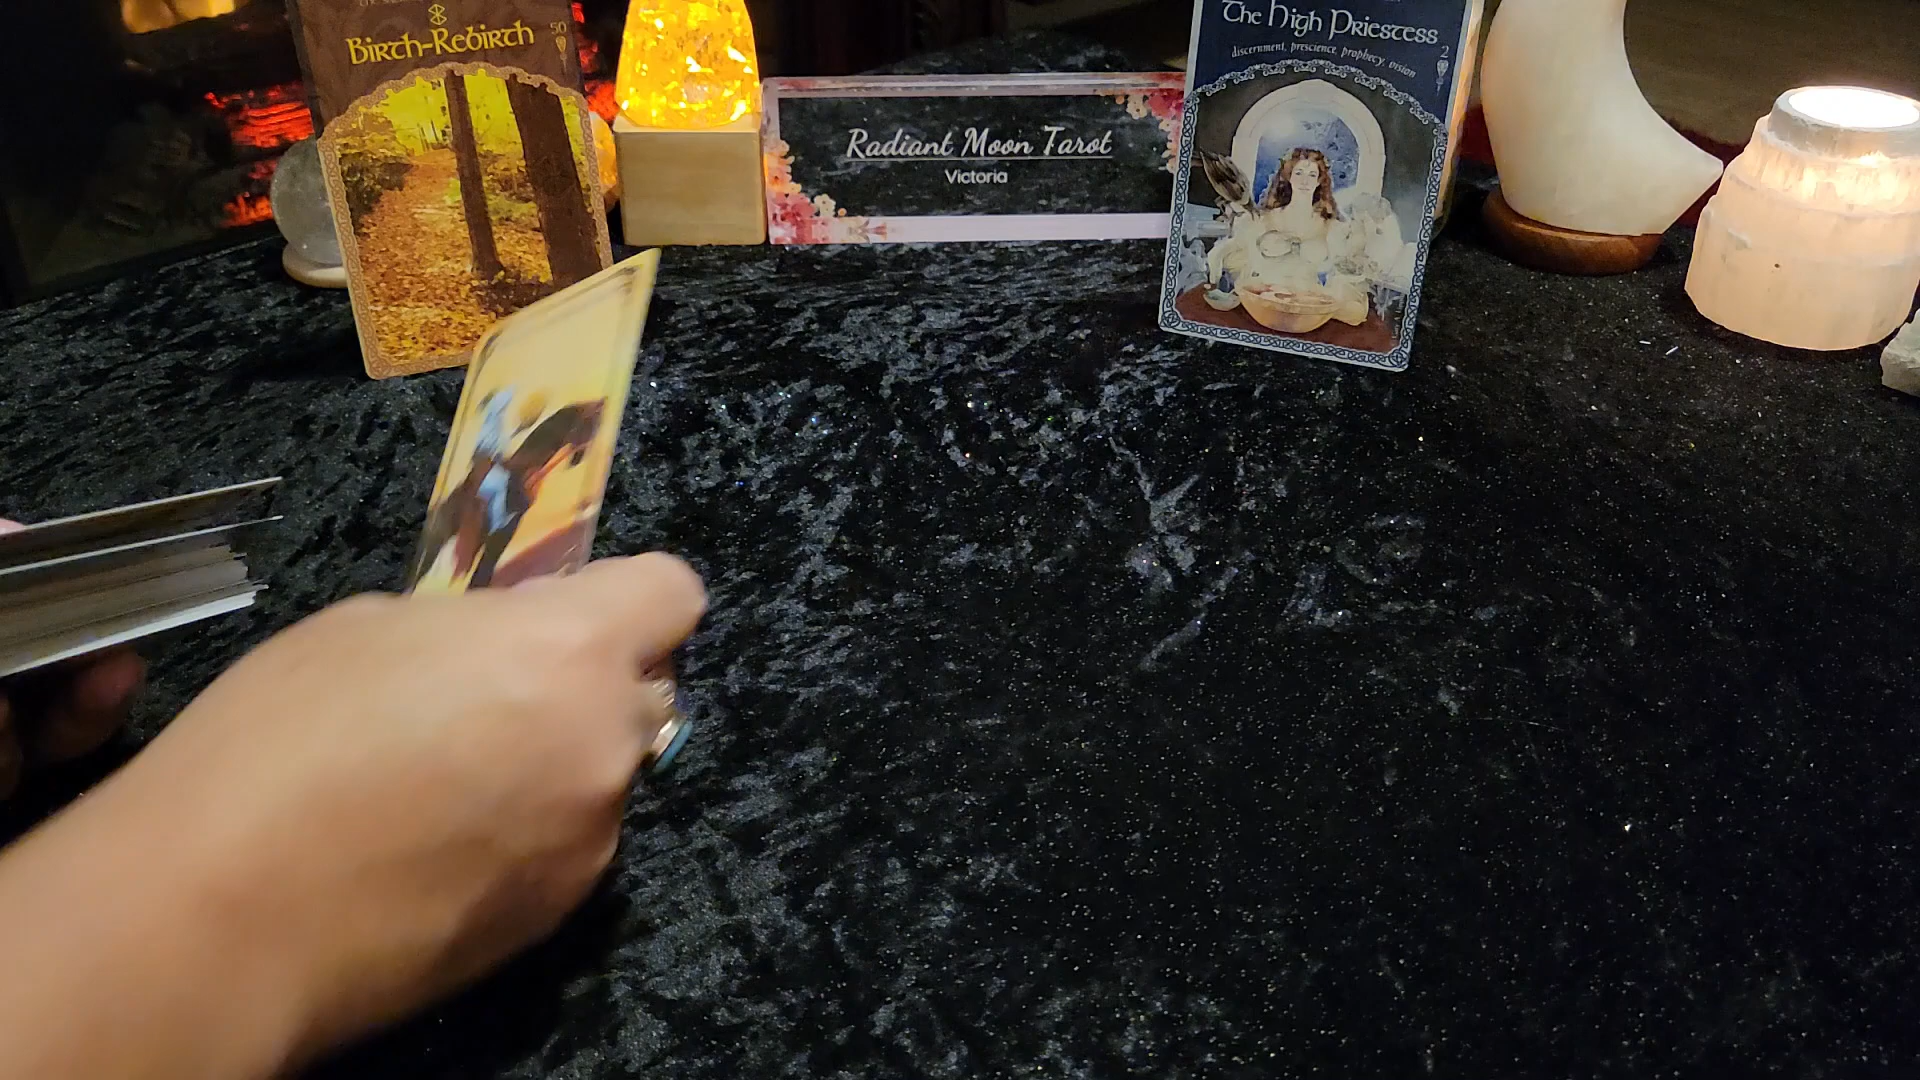 Birth-Rebirth
50
Radiant Moon Tarot
Victoria
The High Priestess
2
discernment, prescience, prophecy, vision